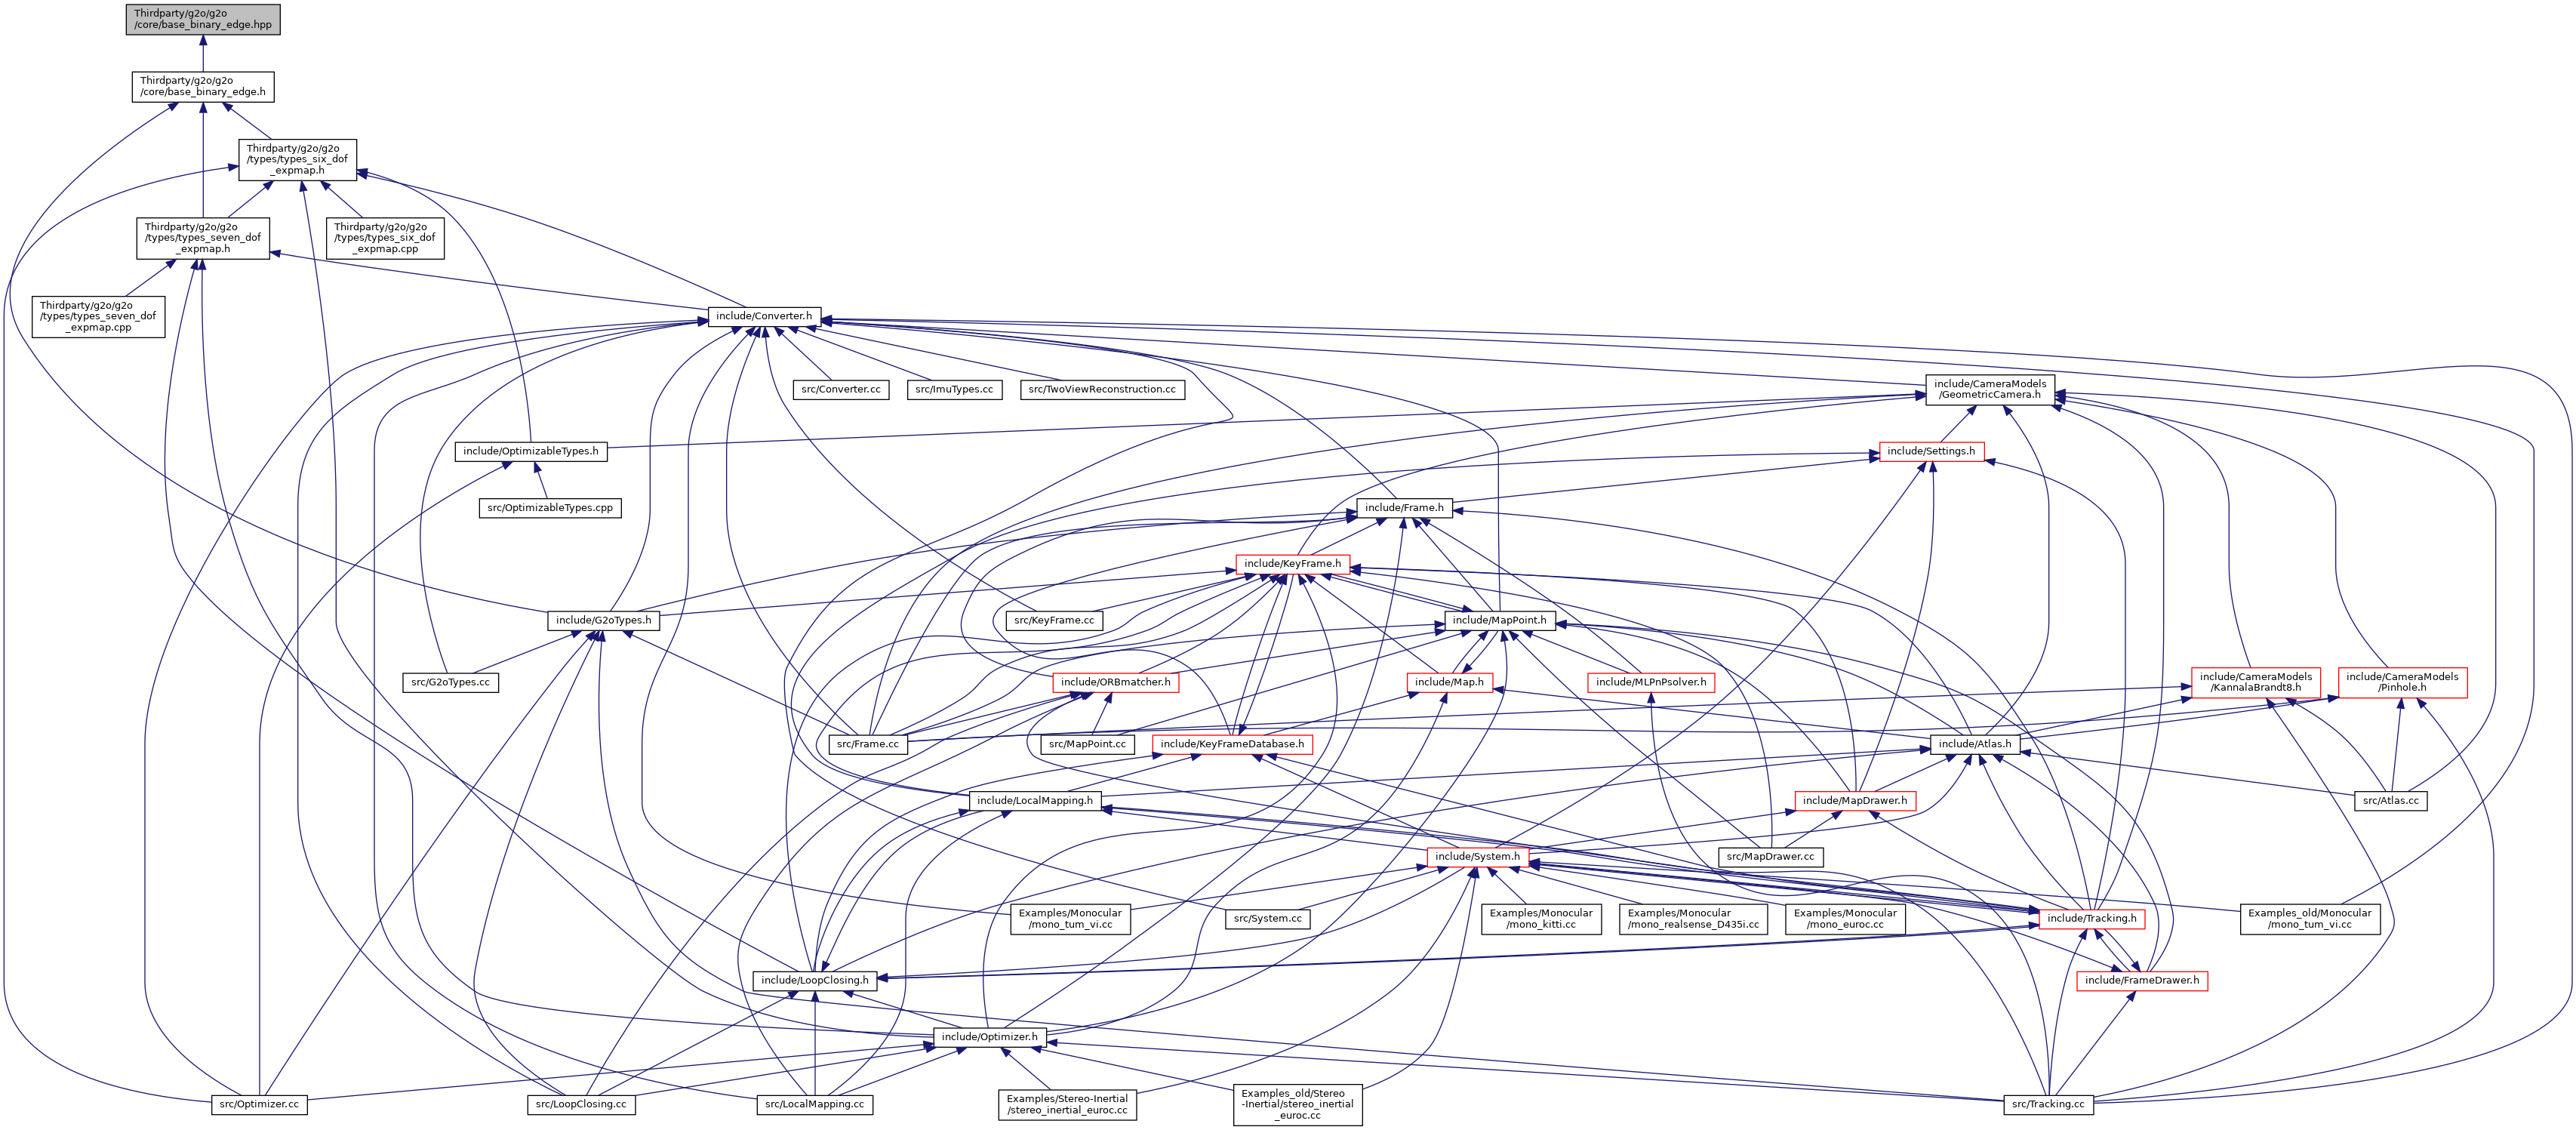 Thirdparty/g2o/g2o
/core/base_binary_edge.hpp
Thirdparty/g2o/g2o
/core/base_binary_edge.h
Thirdparty/g2o/g2o
/types/types_six_dof
_expmap.h
Thirdparty/g2o/g2o
/types/types_seven_dof
_expmap.h
Thirdparty/g2o/g2o
/types/types_six_dof
_expmap.cpp
Thirdparty/g2o/g2o
/types/types_seven_dof
_expmap.cpp
include/Converter.h
src/Converter.cc
src/ImuTypes.cc
src/TwoViewReconstruction.cc
include/CameraModels
/GeometricCamera.h
include/OptimizableTypes.h
include/Settings.h
src/OptimizableTypes.cpp
include/Frame.h
include/KeyFrame.h
include/G2oTypes.h
src/KeyFrame.cc
include/MapPoint.h
src/G2oTypes.cc
include/ORBmatcher.h
include/Map.h
include/MLPnPsolver.h
include/CameraModels
/KannalaBrandt8.h
include/CameraModels
/Pinhole.h
src/Frame.cc
src/MapPoint.cc
include/KeyFrameDatabase.h
include/Atlas.h
include/LocalMapping.h
include/MapDrawer.h
src/Atlas.cc
include/System.h
src/MapDrawer.cc
Examples/Monocular
/mono_tum_vi.cc
src/System.cc
Examples/Monocular
/mono_kitti.cc
Examples/Monocular
/mono_realsense_D435i.cc
Examples/Monocular
/mono_euroc.cc
include/Tracking.h
Examples_old/Monocular
/mono_tum_vi.cc
include/LoopClosing.h
include/FrameDrawer.h
include/Optimizer.h
src/Optimizer.cc
src/LoopClosing.cc
src/LocalMapping.cc
Examples/Stereo-Inertial
/stereo_inertial_euroc.cc
Examples_old/Stereo
-Inertial/stereo_inertial
_euroc.cc
src/Tracking.cc